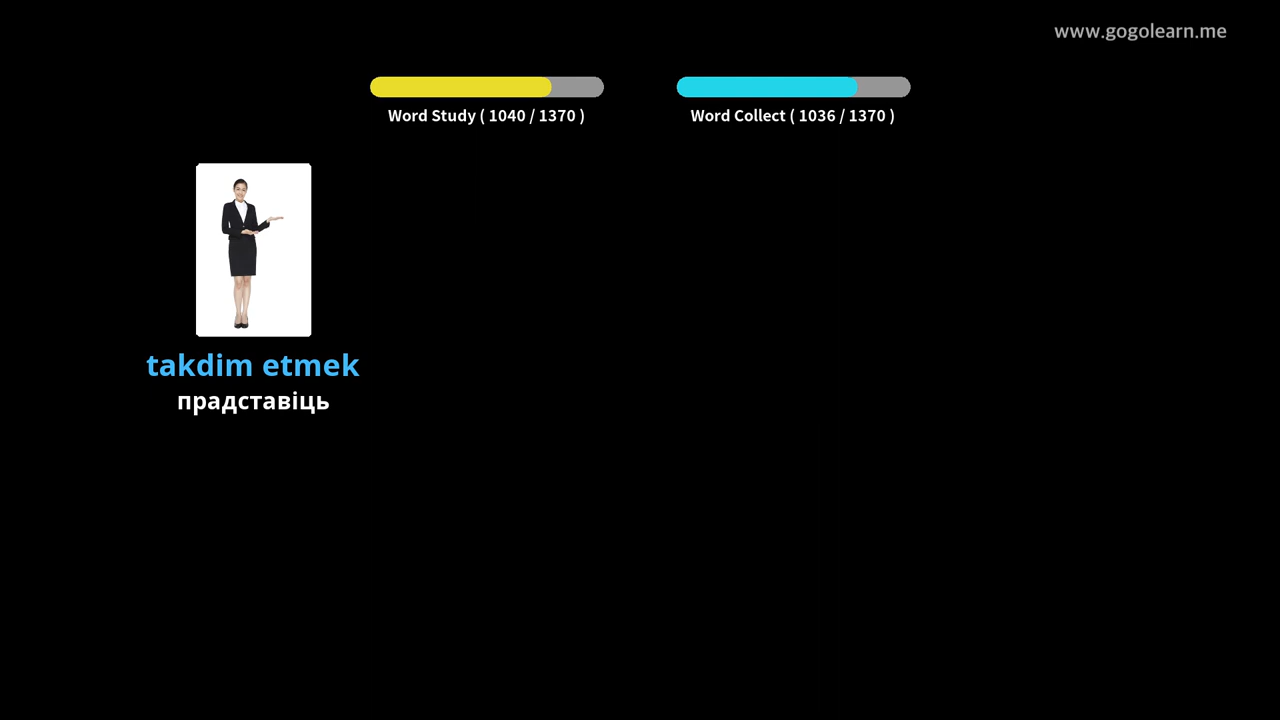 www.gogolearn.me
Word Study ( 1040 / 1370 )
Word Collect ( 1036 / 1370 )
takdim etmek
прадставіць